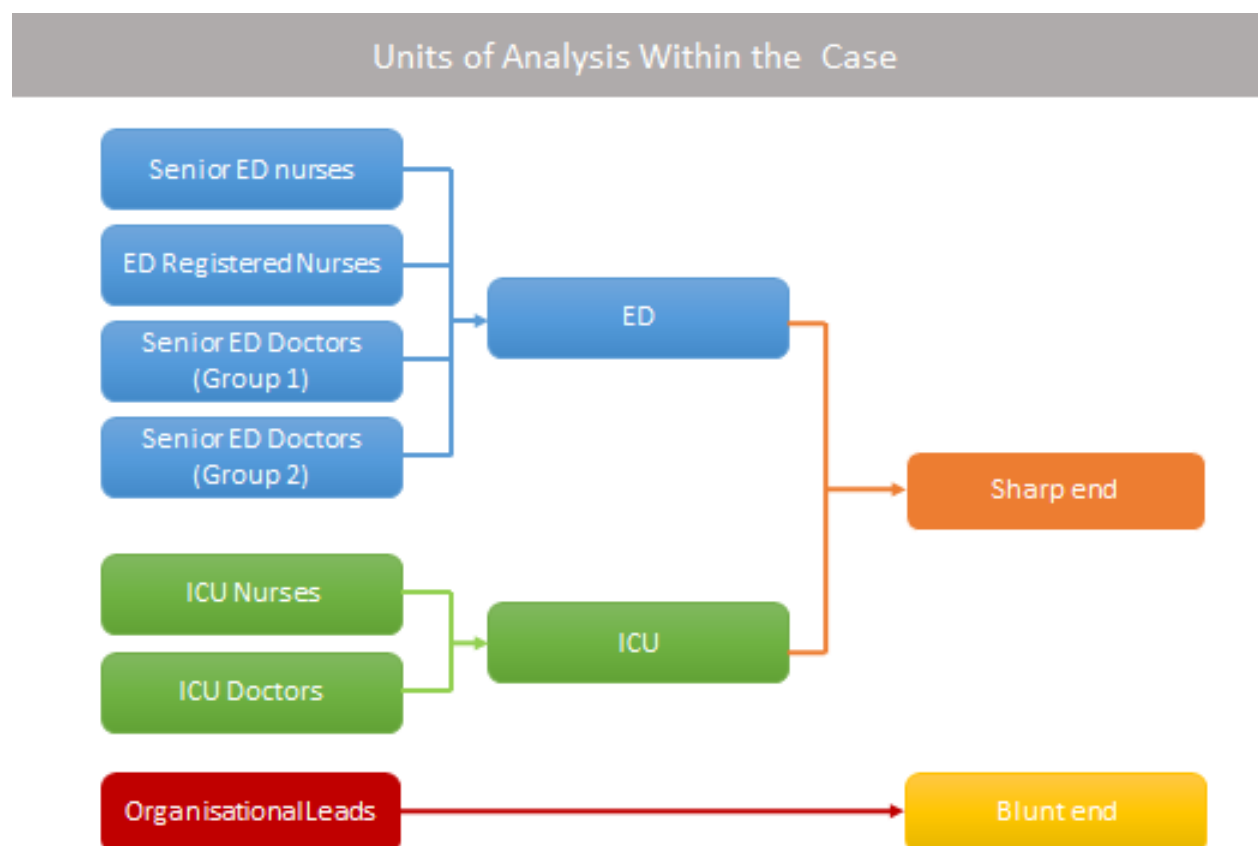 Units of Analysis Within the Case
Senior ED nurses
ED Registered Nurses
Senior ED Doctors
(Group 1)
Senior ED Doctors
(Group 2)
ED
Sharp end
ICU Nurses
ICU Doctors
ICU
Organisational Leads
Blunt end